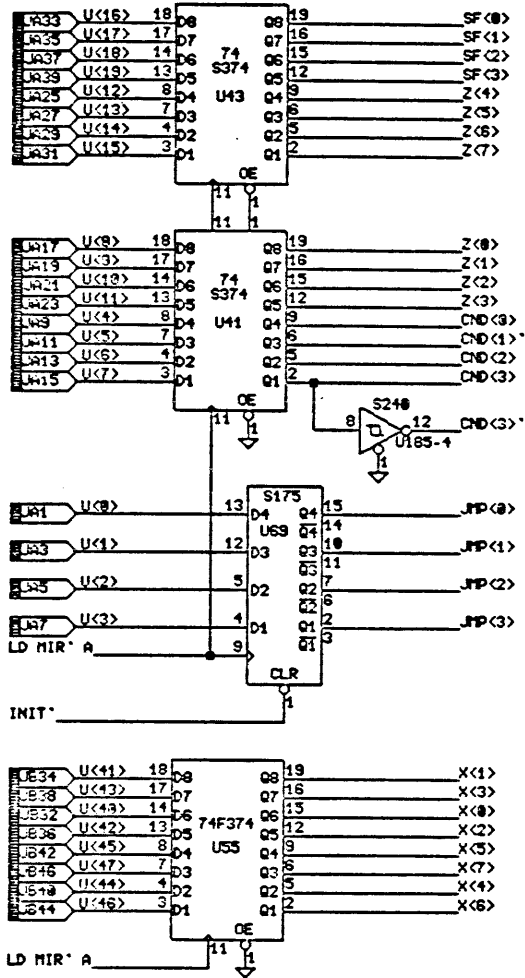 UA33 U<16> 18 D8 Q8 19 SF<0>
UA35 U<17> 17 D7 74 Q7 16 SF<1>
UA37 U<18> 14 D6 S374 Q6 15 SF<2>
UA39 U<19> 13 D5 Q5 12 SF<3>
UA25 U<12> 8 D4 U43 Q4 9 Z<4>
UA27 U<13> 7 D3 Q3 6 Z<5>
UA29 U<14> 4 D2 Q2 5 Z<6>
UA31 U<15> 3 D1 Q1 2 Z<7>
OE
11 1
11 1
UA17 18 D8 Q8 19 Z<0>
UA19 17 D7 74 Q7 16 Z<1>
UA21 U<10> 14 D6 S374 Q6 15 Z<2>
UA23 U<11> 13 D5 Q5 12 Z<3>
UA9 U<4> 8 D4 U41 Q4 9 CND<0>
UA11 U<5> 7 D3 Q3 6 CND<1>'
UA13 U<6> 4 D2 Q2 5 CND<2>
UA15 U<7> 3 D1 Q1 2 CND<3>
OE
11 1
S240
8 12 CND<3>'
U185-4
1
S175
UA1 U<0> 13 D4 U69 Q4 15 JMP<0>
Q4 14
UA3 U<1> 12 D3 Q3 10 JMP<1>
Q3 11
UA5 U<2> 5 D2 Q2 7 JMP<2>
Q2 6
UA7 U<3> 4 D1 Q1 2 JMP<3>
Q1 3
LD MIR' A 9
CLR
1
INIT'
UB34 U<41> 18 D8 Q8 19 X<1>
UB38 U<43> 17 D7 Q7 16 X<3>
UB32 U<40> 14 D6 Q6 15 X<0>
UB36 U<42> 13 D5 74F374 Q5 12 X<2>
UB42 U<45> 8 D4 U55 Q4 9 X<5>
UB46 U<47> 7 D3 Q3 6 X<7>
UB40 U<44> 4 D2 Q2 5 X<4>
UB44 U<46> 3 D1 Q1 2 X<6>
OE
LD MIR' A 11 1